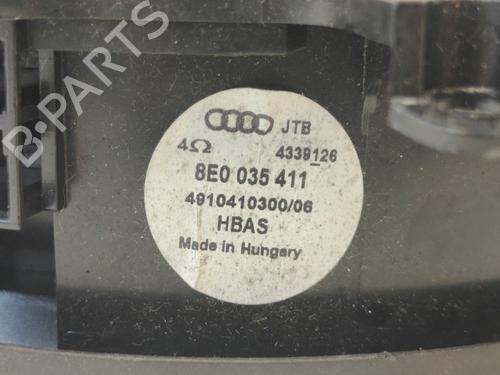 JTB
4Ω 4339126
8E0 035 411
4910410300/06
HBAS
Made in Hungary
B-PARTS